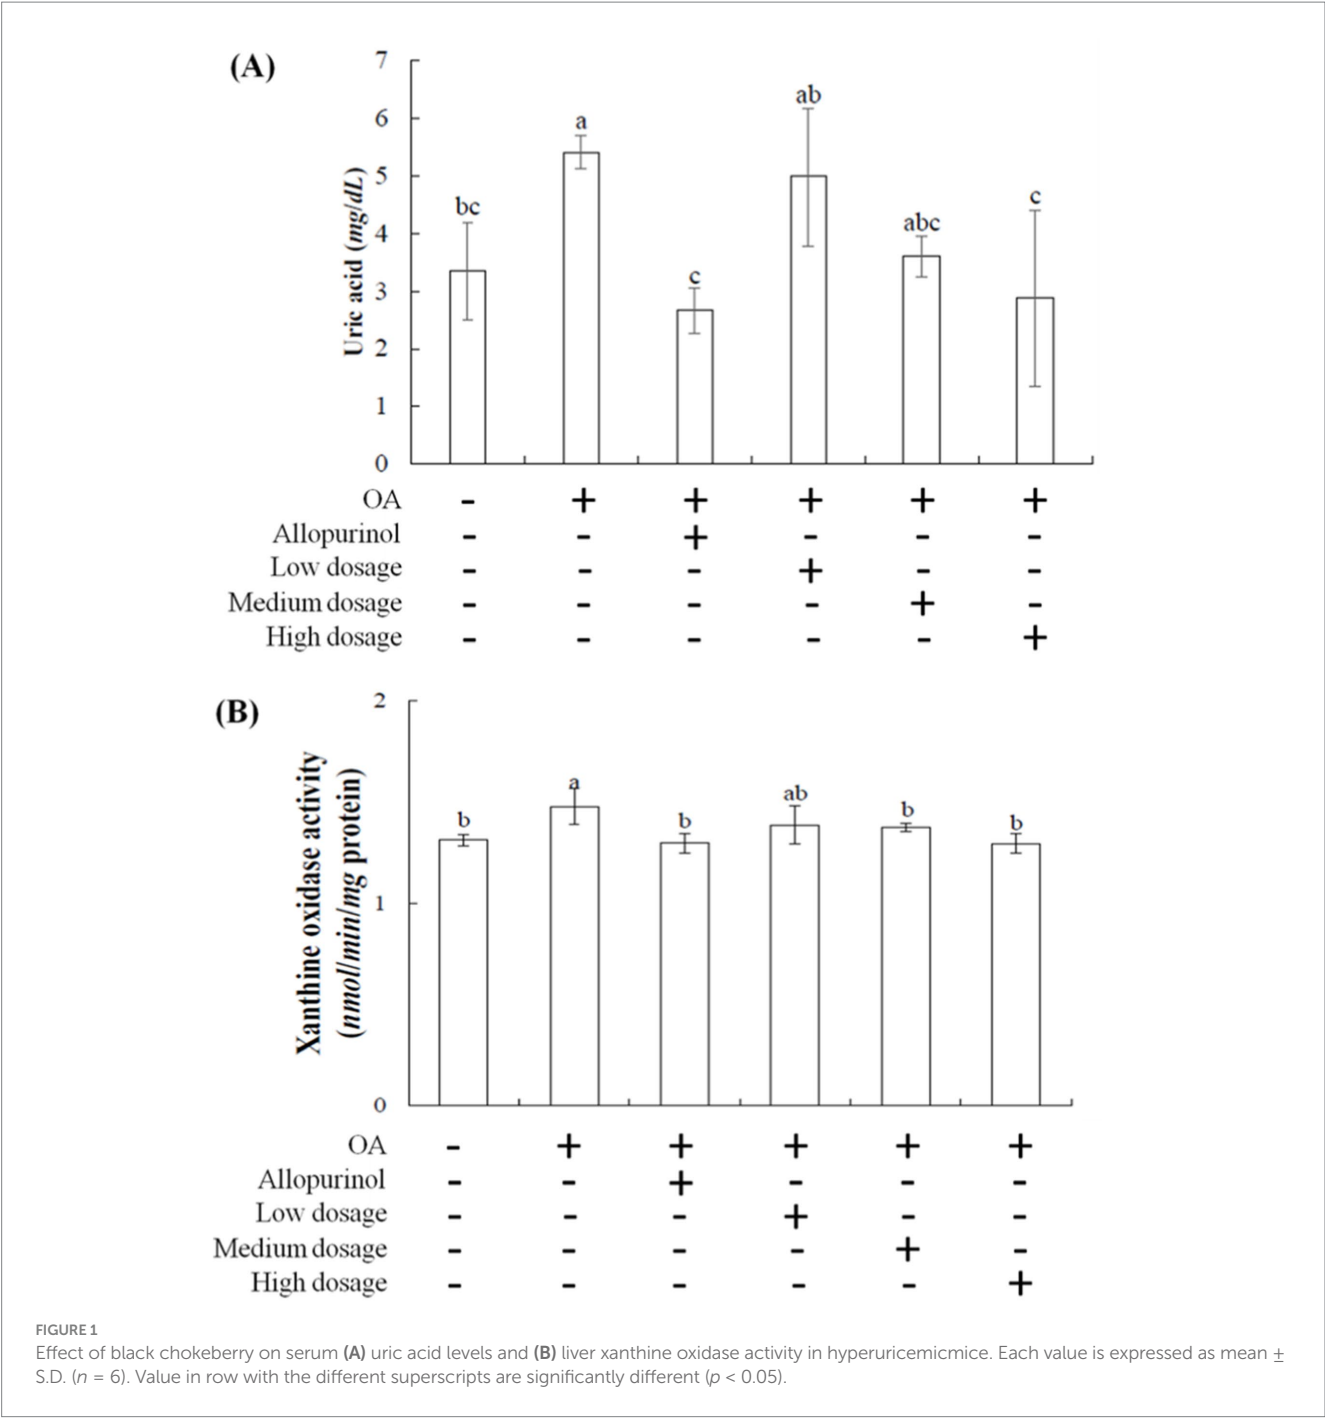 (A)
Uric acid (mg/dL)
7
6
5
4
3
2
1
0
bc
a
c
ab
abc
c
OA - + + + + +
Allopurinol - - + - - -
Low dosage - - - + - -
Medium dosage - - - - + -
High dosage - - - - - +
(B)
Xanthine oxidase activity
(nmol/min/mg protein)
2
1
0
b
a
b
ab
b
b
OA - + + + + +
Allopurinol - - + - - -
Low dosage - - - + - -
Medium dosage - - - - + -
High dosage - - - - - +
FIGURE 1
Effect of black chokeberry on serum (A) uric acid levels and (B) liver xanthine oxidase activity in hyperuricemicmice. Each value is expressed as mean ±
S.D. (n = 6). Value in row with the different superscripts are significantly different (p < 0.05).